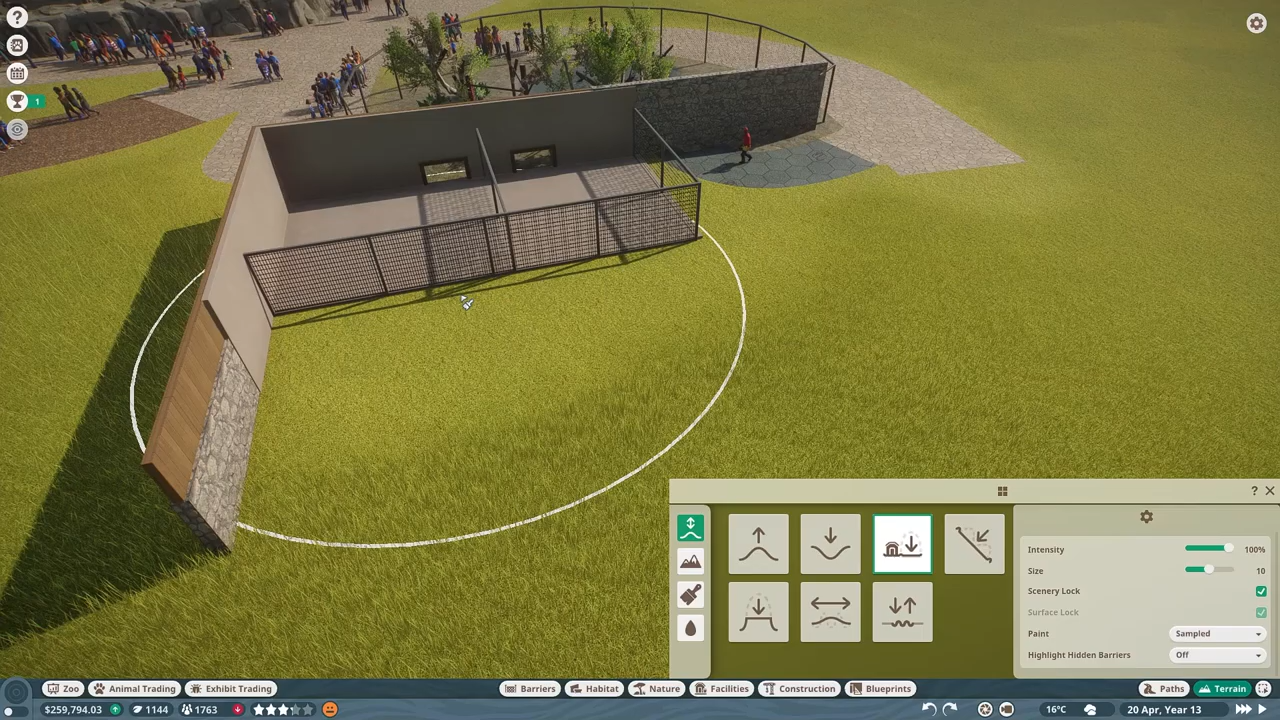 ?
1
? ×
Intensity 100%
Size 10
Scenery Lock
Surface Lock
Paint Sampled
Highlight Hidden Barriers Off
Zoo Animal Trading Exhibit Trading Barriers Habitat Nature Facilities Construction Blueprints Paths Terrain
$259,794.03 1144 1763 16°C 20 Apr, Year 13